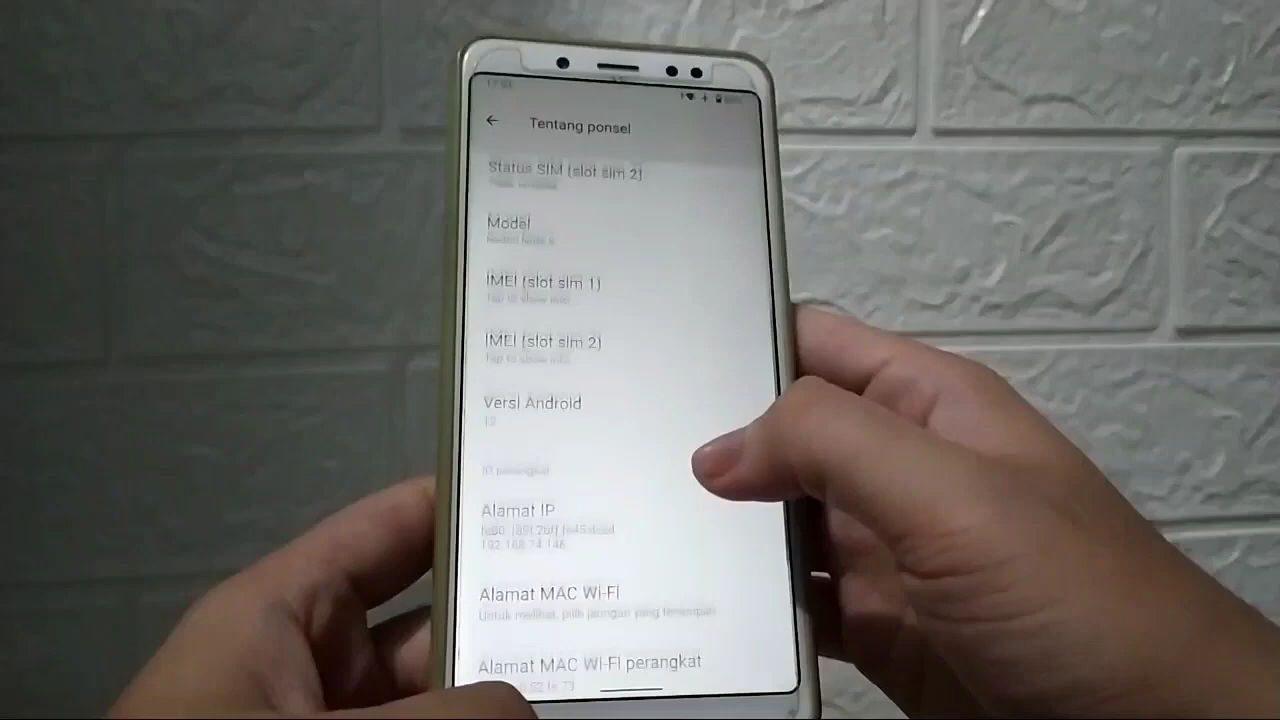 Tentang ponsel
Status SIM (slot sim 2)
Model
IMEI (slot sim 1)
Tap to show info
IMEI (slot sim 2)
Tap to show info
Versi Android
ID perangkat
Alamat IP
192.168.74.146
Alamat MAC Wi-Fi
Untuk melihat, pilih jaringan yang tersimpan
Alamat MAC Wi-Fi perangkat